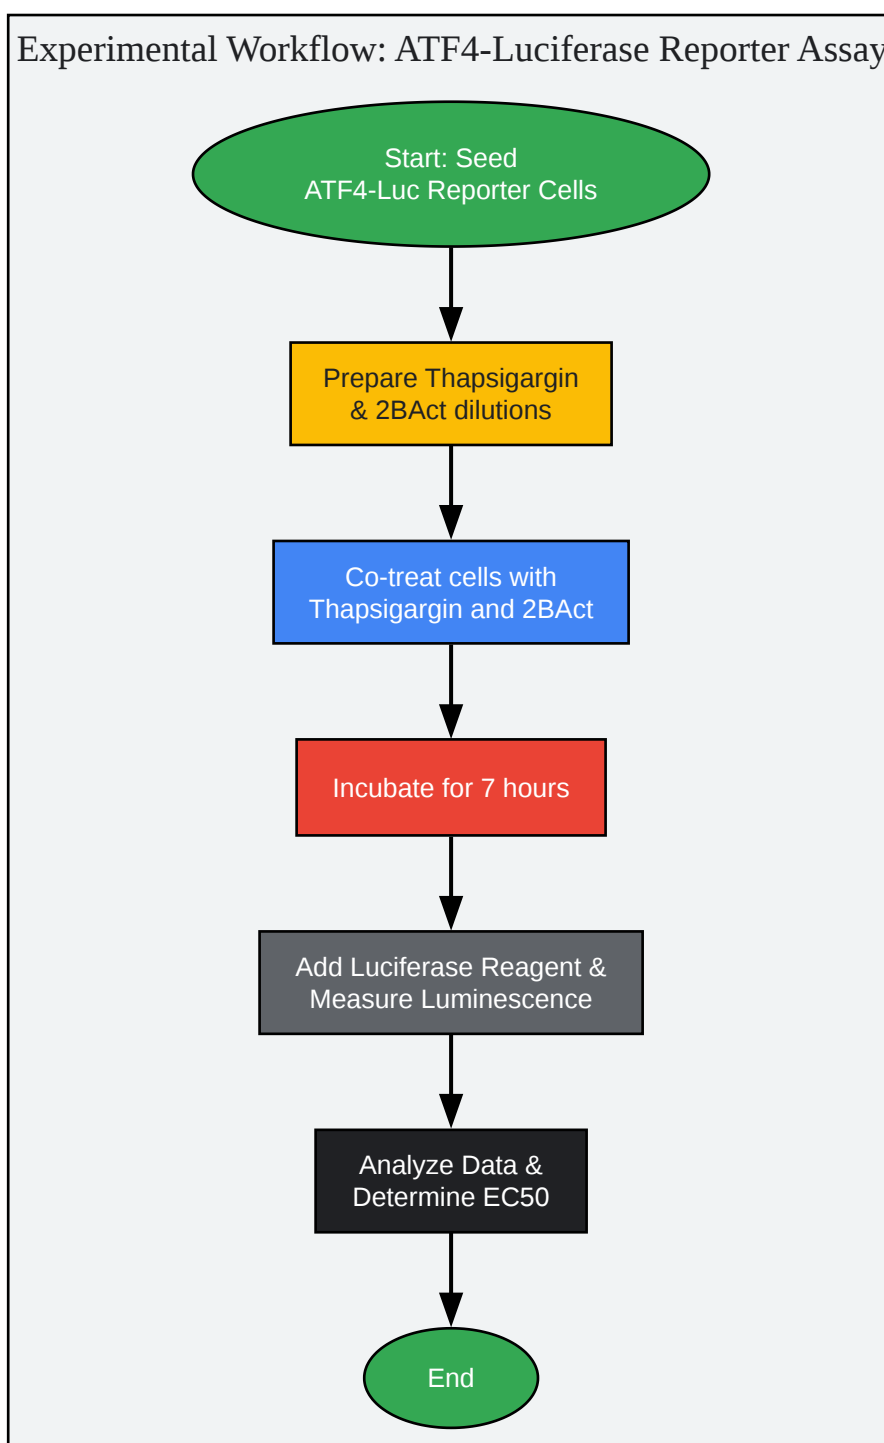 Experimental Workflow: ATF4-Luciferase Reporter Assay
Start: Seed
ATF4-Luc Reporter Cells
Prepare Thapsigargin
& 2BAct dilutions
Co-treat cells with
Thapsigargin and 2BAct
Incubate for 7 hours
Add Luciferase Reagent &
Measure Luminescence
Analyze Data &
Determine EC50
End